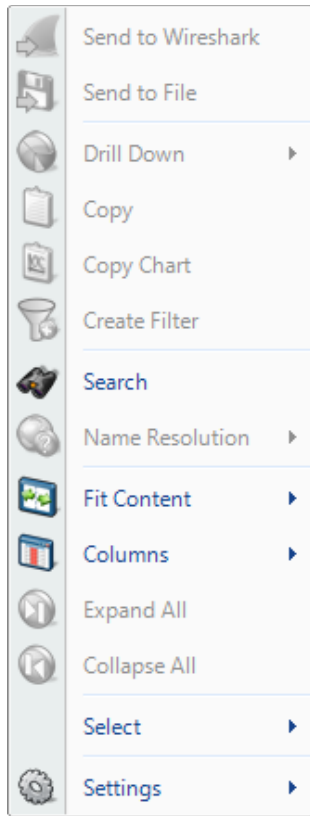 Send to Wireshark
Send to File
Drill Down
Copy
Copy Chart
Create Filter
Search
Name Resolution
Fit Content
Columns
Expand All
Collapse All
Select
Settings